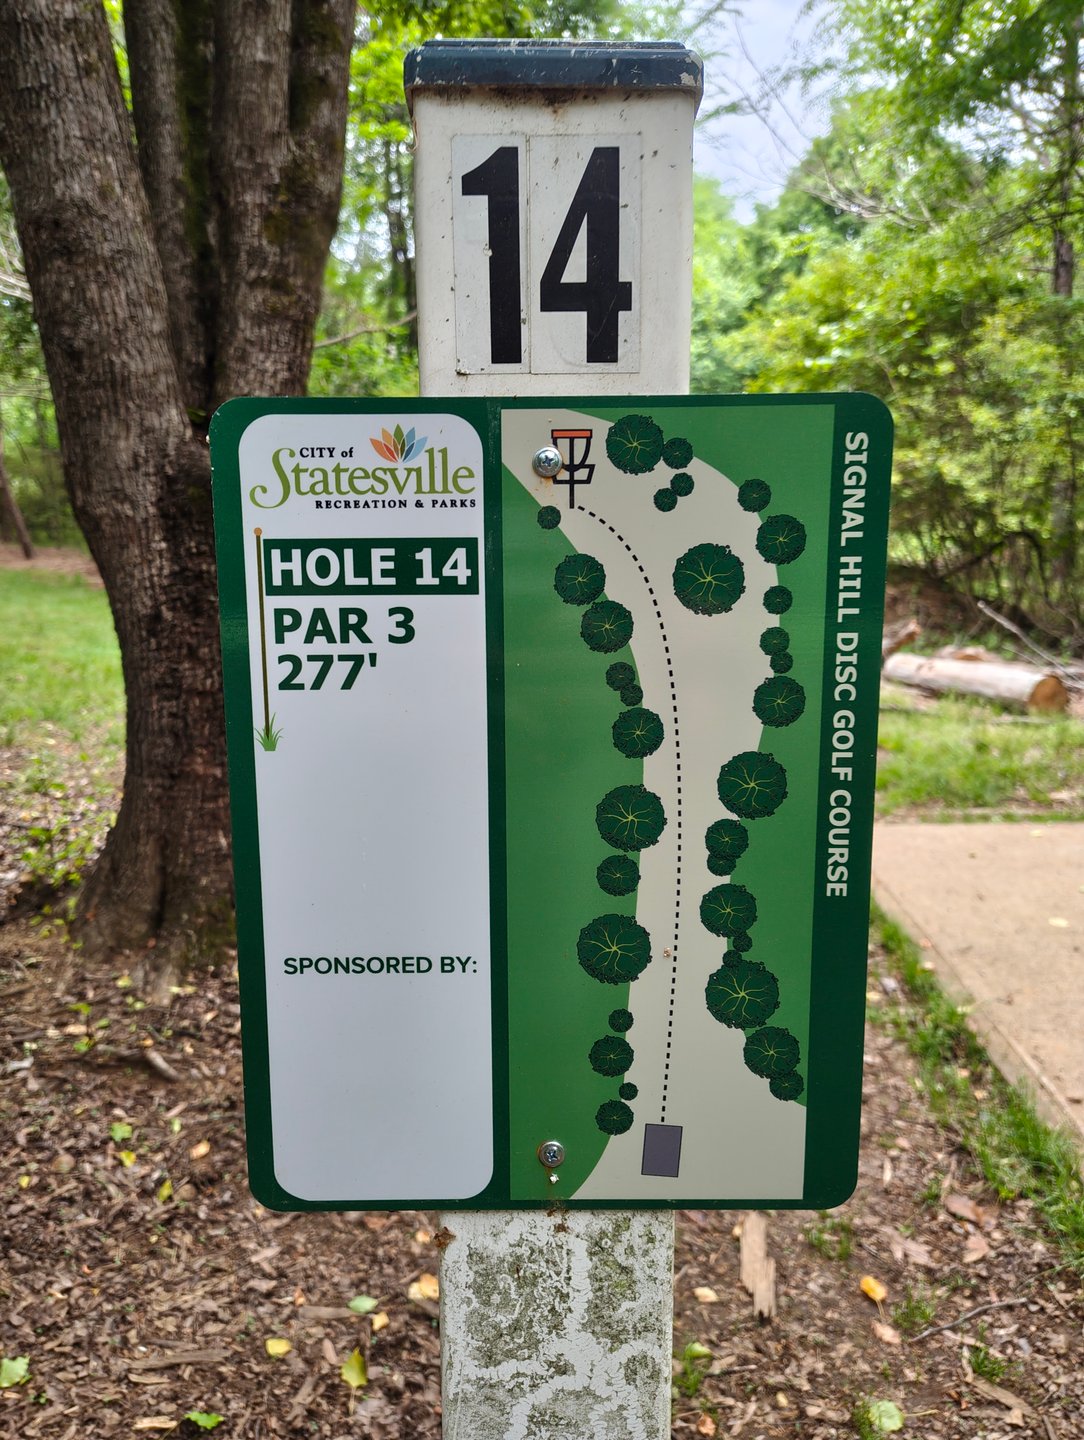 14
CITY of
Statesville
RECREATION & PARKS
HOLE 14
PAR 3
277'
SPONSORED BY:
SIGNAL HILL DISC GOLF COURSE